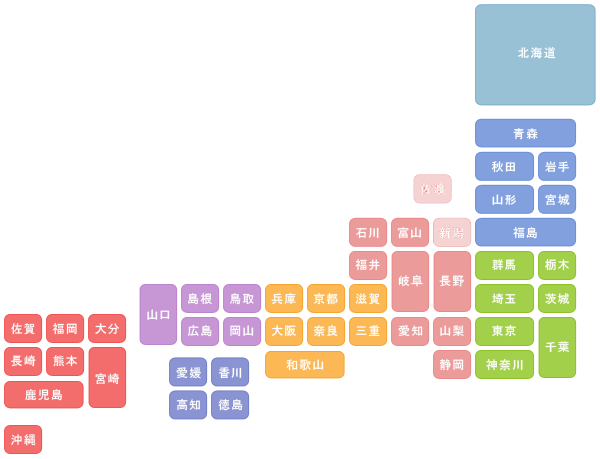 北海道
青森
秋田 岩手
山形 宮城
石川 富山 福島
福井 岐阜 長野 群馬 栃木
山口 島根 鳥取 兵庫 京都 滋賀 埼玉 茨城
広島 岡山 大阪 奈良 三重 愛知 山梨 東京 千葉
佐賀 福岡 大分
長崎 熊本 宮崎 愛媛 香川 和歌山 静岡 神奈川
鹿児島 高知 徳島
沖縄